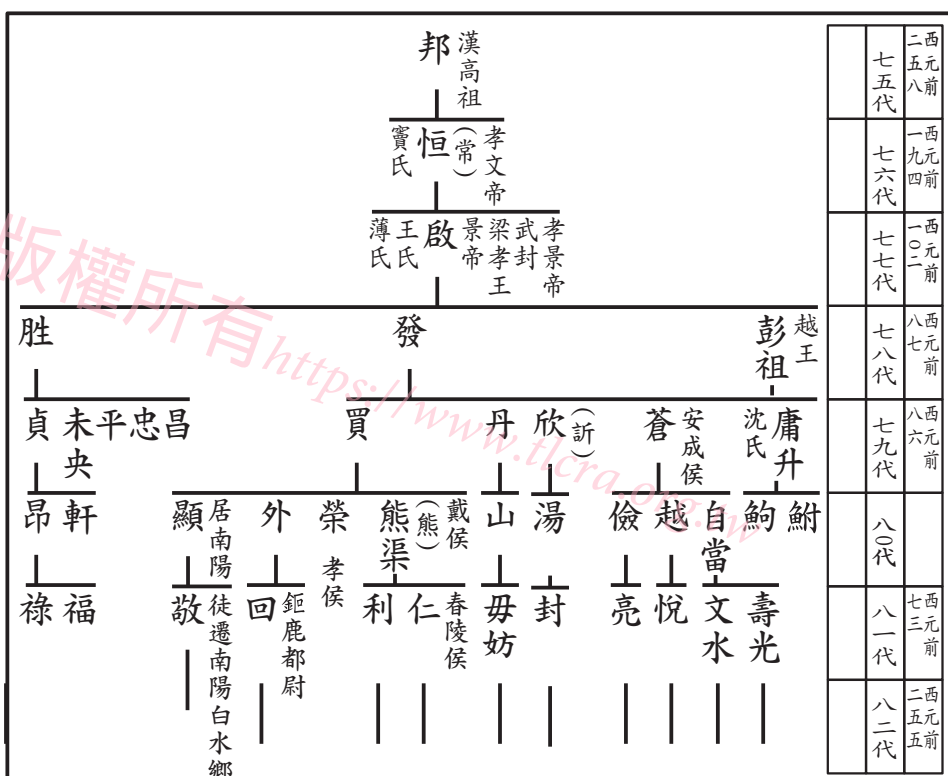 西元前二五八
七五代
邦
漢高祖
西元前一九四
七六代
孝文帝
恒
(常)
竇氏
西元前一〇二
七七代
孝景帝
武封
梁孝王
景帝
啟
王氏
薄氏
西元前八七
七八代
越王
彭祖
發
胜
西元前八六
七九代
庸升
沈氏
安成侯
蒼
欣
(訢)
丹
買
昌
忠
平
未央
貞
八〇代
鮒
鮈
自當
越
儉
湯
山
戴侯
熊渠
(熊)
榮
孝侯
外
居南陽
顯
軒
昂
西元前七三
八一代
壽光
文水
悅
亮
封
毋妨
春陵侯
仁
利
鉅鹿都尉
回
徒遷南陽白水鄉
敬
福
祿
西元前二五五
八二代
版權所有https://www.tlcra.org.tw